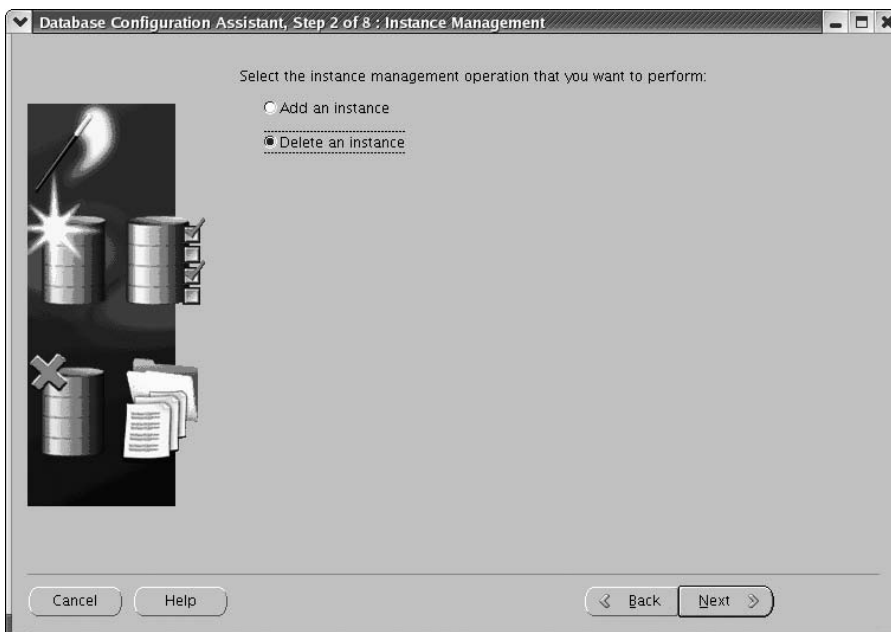 Database Configuration Assistant, Step 2 of 8 : Instance Management
Select the instance management operation that you want to perform:
Add an instance
Delete an instance
Cancel
Help
Back
Next